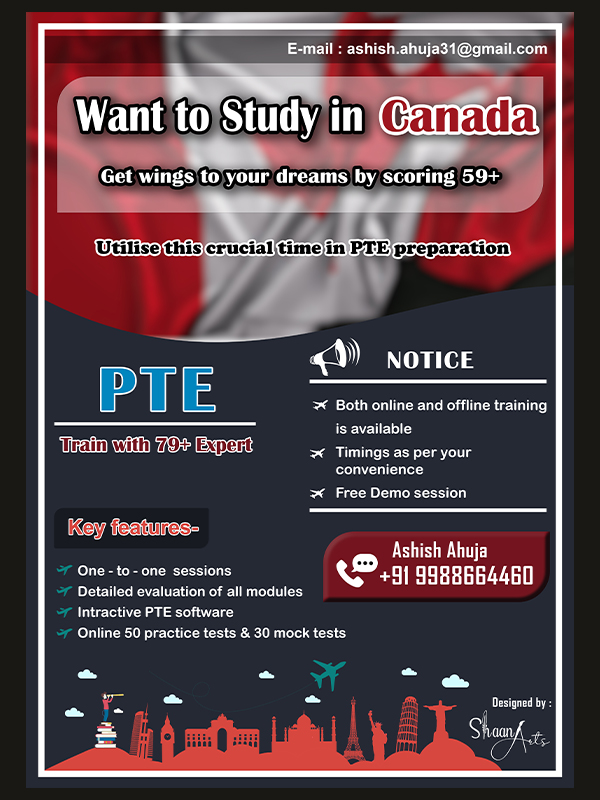 E-mail : ashish.ahuja31@gmail.com
Want to Study in Canada
Get wings to your dreams by scoring 59+
Utilise this crucial time in PTE preparation
PTE
Train with 79+ Expert
NOTICE
Both online and offline training
is available
Timings as per your
convenience
Free Demo session
Key features-
One - to - one sessions
Detailed evaluation of all modules
Intractive PTE software
Online 50 practice tests & 30 mock tests
Ashish Ahuja
+91 9988664460
Designed by :
Shaan Arts